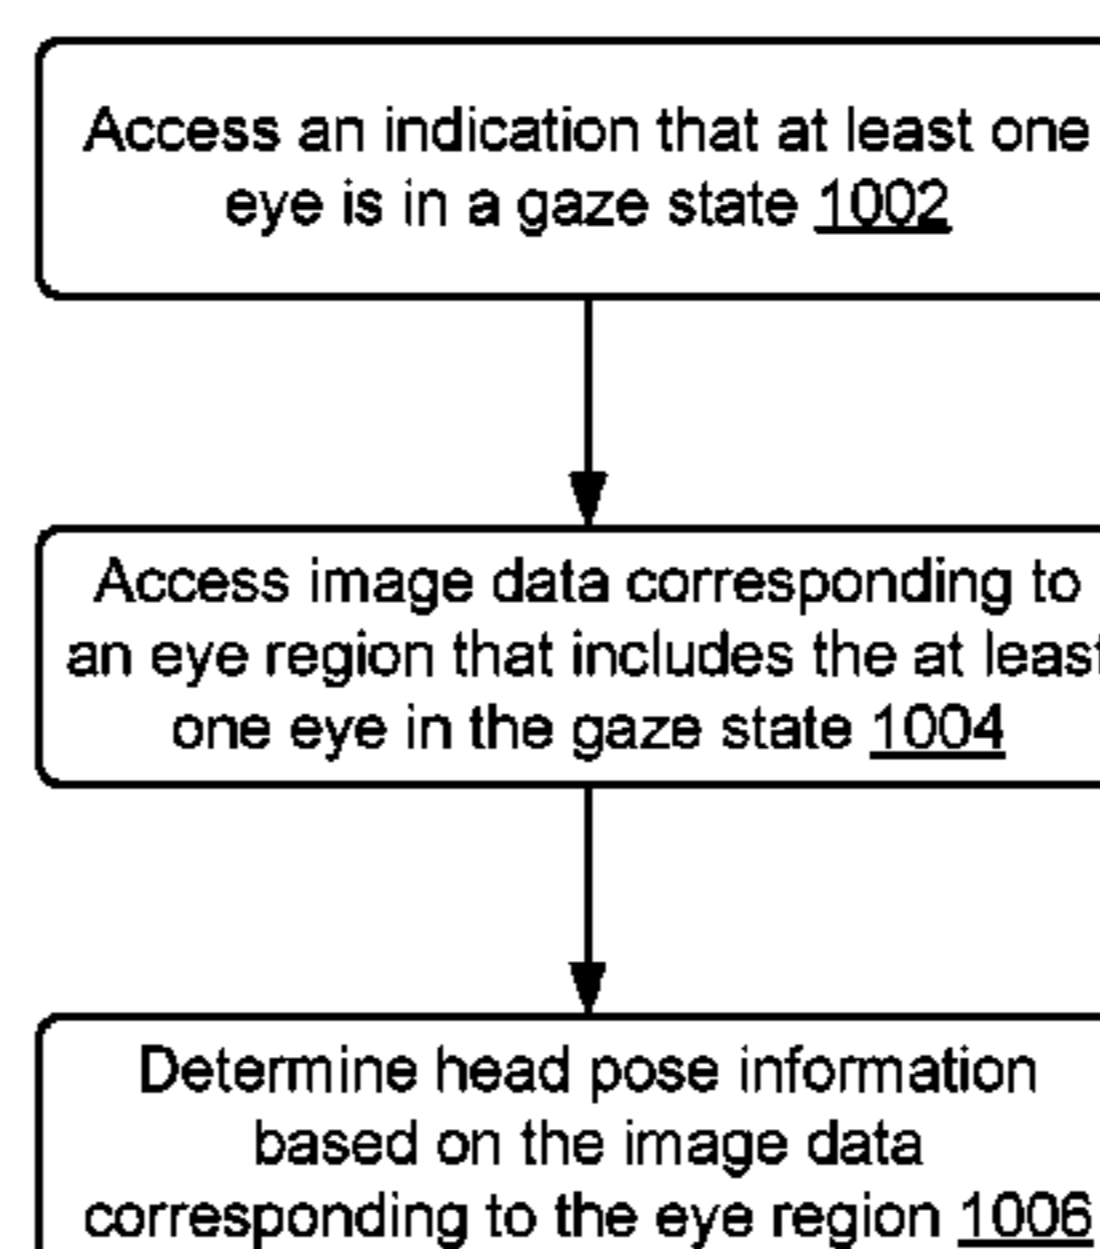 Access an indication that at least one
eye is in a gaze state 1002
Access image data corresponding to
an eye region that includes the at least
one eye in the gaze state 1004
Determine head pose information
based on the image data
corresponding to the eye region 1006